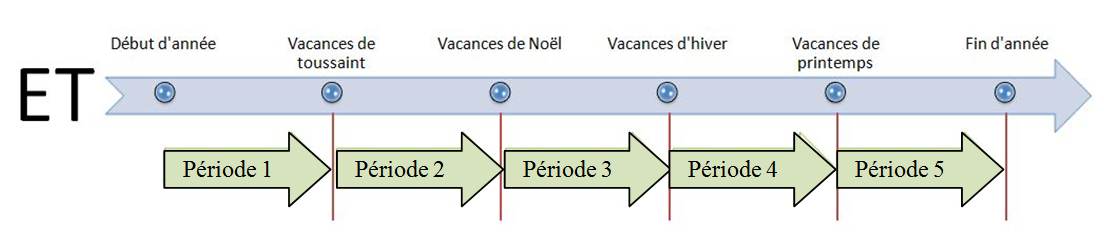 ET
Début d'année
Vacances de
toussaint
Vacances de Noël
Vacances d'hiver
Vacances de
printemps
Fin d'année
Période 1
Période 2
Période 3
Période 4
Période 5